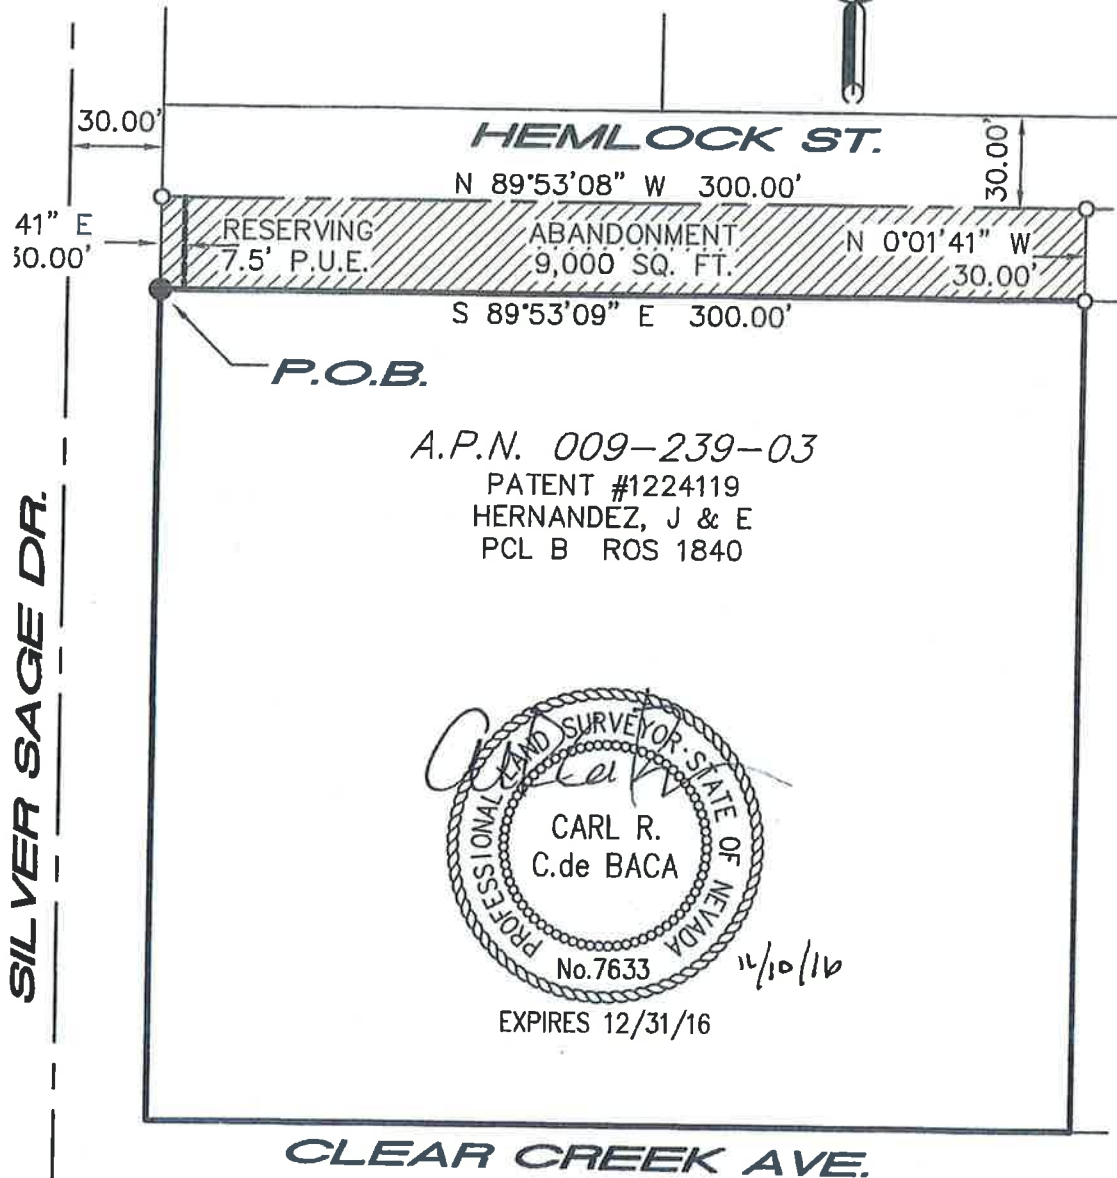 30.00'
HEMLOCK ST.
30.00'
N 89°53'08" W 300.00'
41" E
30.00'
RESERVING
7.5' P.U.E.
ABANDONMENT
9,000 SQ. FT.
N 0°01'41" W
30.00'
S 89°53'09" E 300.00'
P.O.B.
A.P.N. 009-239-03
PATENT #1224119
HERNANDEZ, J & E
PCL B ROS 1840
SILVER SAGE DR.
PROFESSIONAL LAND SURVEYOR · STATE OF NEVADA
CARL R.
C.de BACA
No.7633
11/10/16
EXPIRES 12/31/16
CLEAR CREEK AVE.